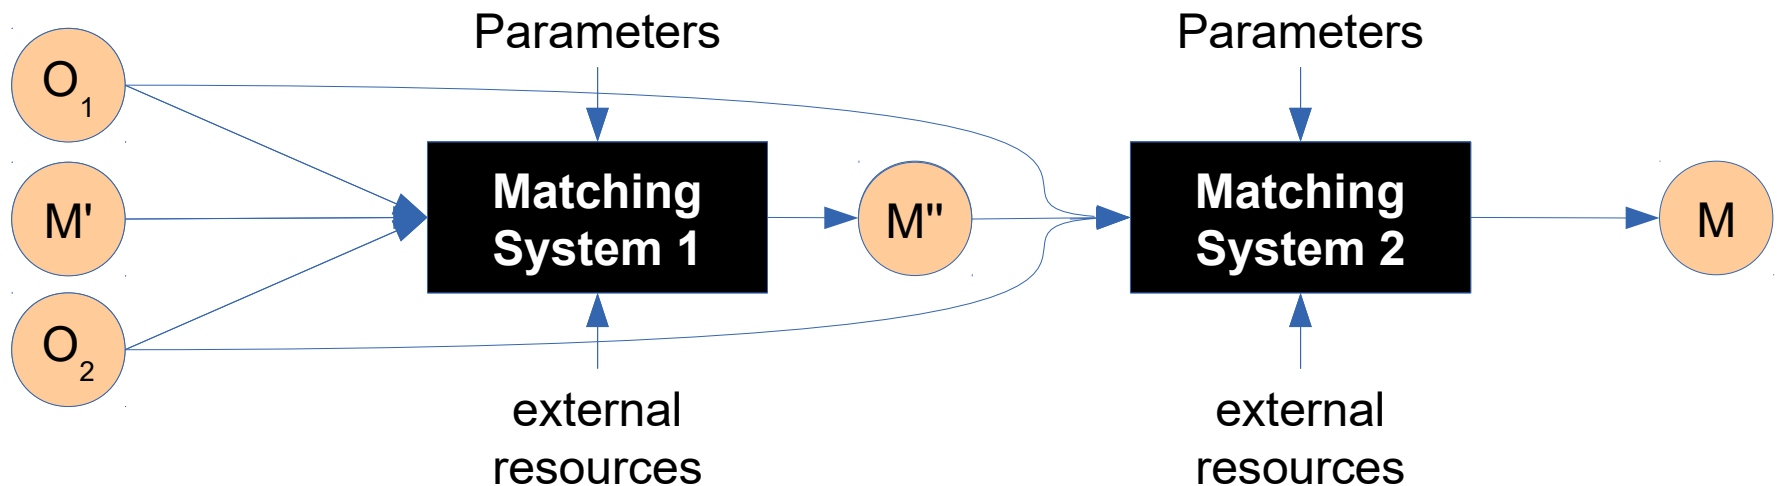 Parameters
Parameters
O1
M'
O2
Matching
System 1
M''
Matching
System 2
M
external
resources
external
resources